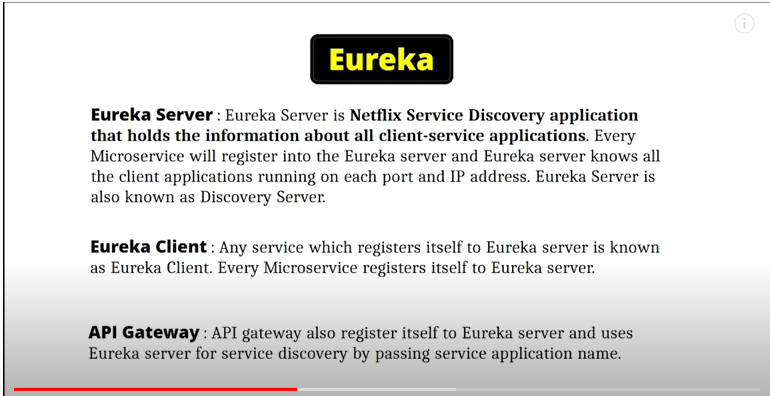 Eureka
Eureka Server : Eureka Server is Netflix Service Discovery application
that holds the information about all client-service applications. Every
Microservice will register into the Eureka server and Eureka server knows all
the client applications running on each port and IP address. Eureka Server is
also known as Discovery Server.
Eureka Client : Any service which registers itself to Eureka server is known
as Eureka Client. Every Microservice registers itself to Eureka server.
API Gateway : API gateway also register itself to Eureka server and uses
Eureka server for service discovery by passing service application name.